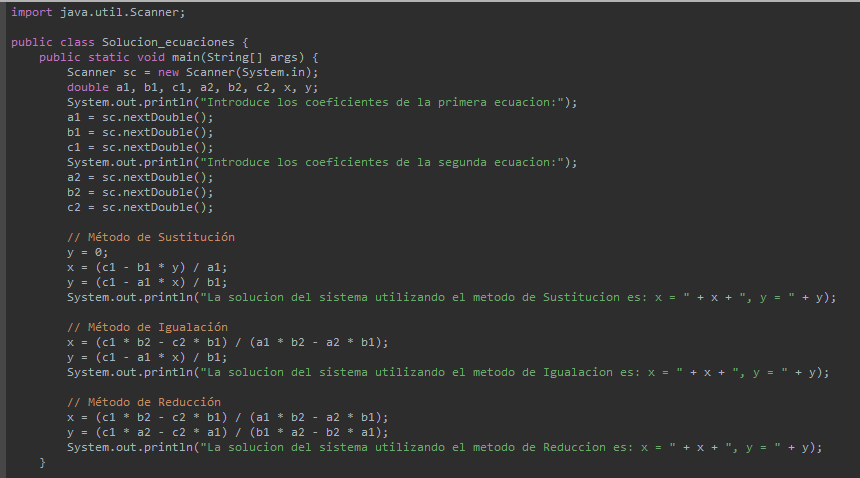 import java.util.Scanner;
public class Solucion_ecuaciones {
public static void main(String[] args) {
Scanner sc = new Scanner(System.in);
double a1, b1, c1, a2, b2, c2, x, y;
System.out.println("Introduce los coeficientes de la primera ecuacion:");
a1 = sc.nextDouble();
b1 = sc.nextDouble();
c1 = sc.nextDouble();
System.out.println("Introduce los coeficientes de la segunda ecuacion:");
a2 = sc.nextDouble();
b2 = sc.nextDouble();
c2 = sc.nextDouble();
// Método de Sustitución
y = 0;
x = (c1 - b1 * y) / a1;
y = (c1 - a1 * x) / b1;
System.out.println("La solucion del sistema utilizando el metodo de Sustitucion es: x = " + x + ", y = " + y);
// Método de Igualación
x = (c1 * b2 - c2 * b1) / (a1 * b2 - a2 * b1);
y = (c1 - a1 * x) / b1;
System.out.println("La solucion del sistema utilizando el metodo de Igualacion es: x = " + x + ", y = " + y);
// Método de Reducción
x = (c1 * b2 - c2 * b1) / (a1 * b2 - a2 * b1);
y = (c1 * a2 - c2 * a1) / (b1 * a2 - b2 * a1);
System.out.println("La solucion del sistema utilizando el metodo de Reduccion es: x = " + x + ", y = " + y);
}